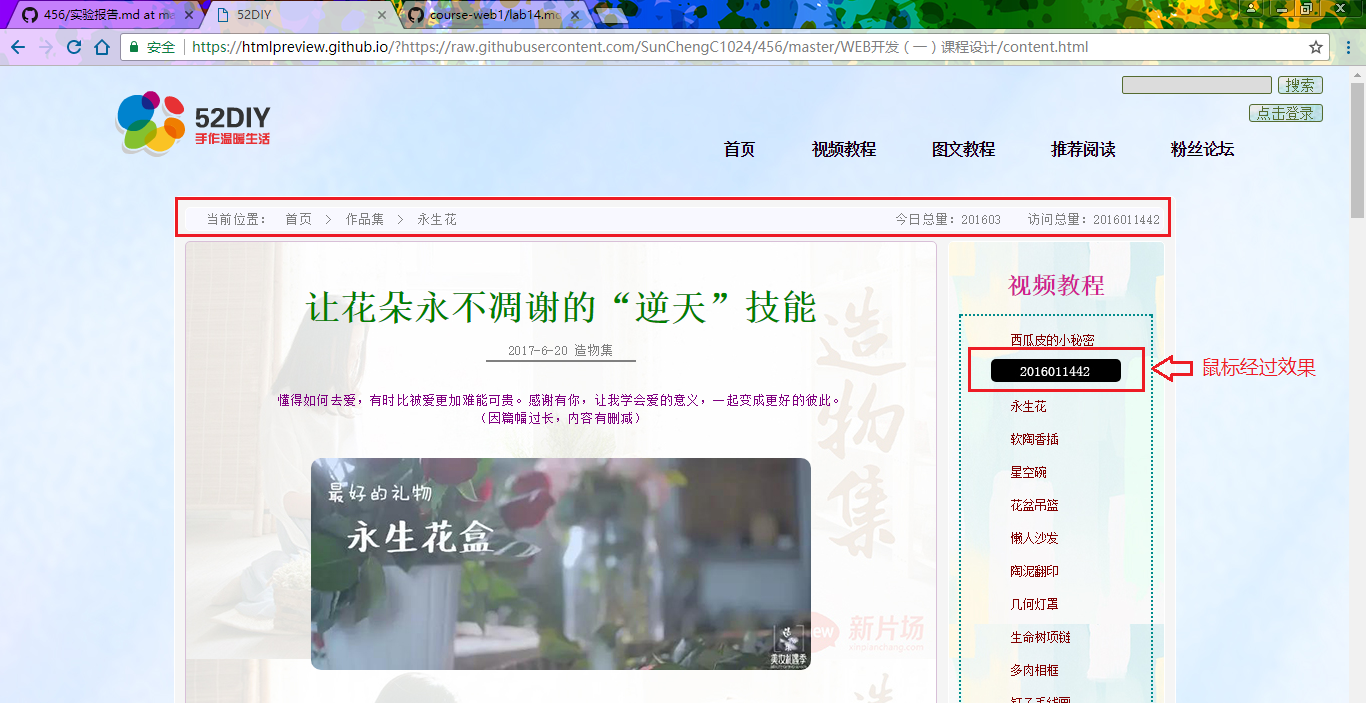 456/实验报告.md at ma
52DIY
course-web1/lab14.md
安全 https://htmlpreview.github.io/?https://raw.githubusercontent.com/SunChengC1024/456/master/WEB开发（一）课程设计/content.html
搜索
点击登录
52DIY
手作温暖生活
首页 视频教程 图文教程 推荐阅读 粉丝论坛
当前位置： 首页 > 作品集 > 永生花 今日总量：201603 访问总量：2016011442
让花朵永不凋谢的“逆天”技能
2017-6-20 造物集
懂得如何去爱，有时比被爱更加难能可贵。感谢有你，让我学会爱的意义，一起变成更好的彼此。
（因篇幅过长，内容有删减）
最好的礼物
永生花盒
造物集
new 新片场
xinpianchang.com
视频教程
西瓜皮的小秘密
2016011442
鼠标经过效果
永生花
软陶香插
星空碗
花盆吊篮
懒人沙发
陶泥翻印
几何灯罩
生命树项链
多肉相框